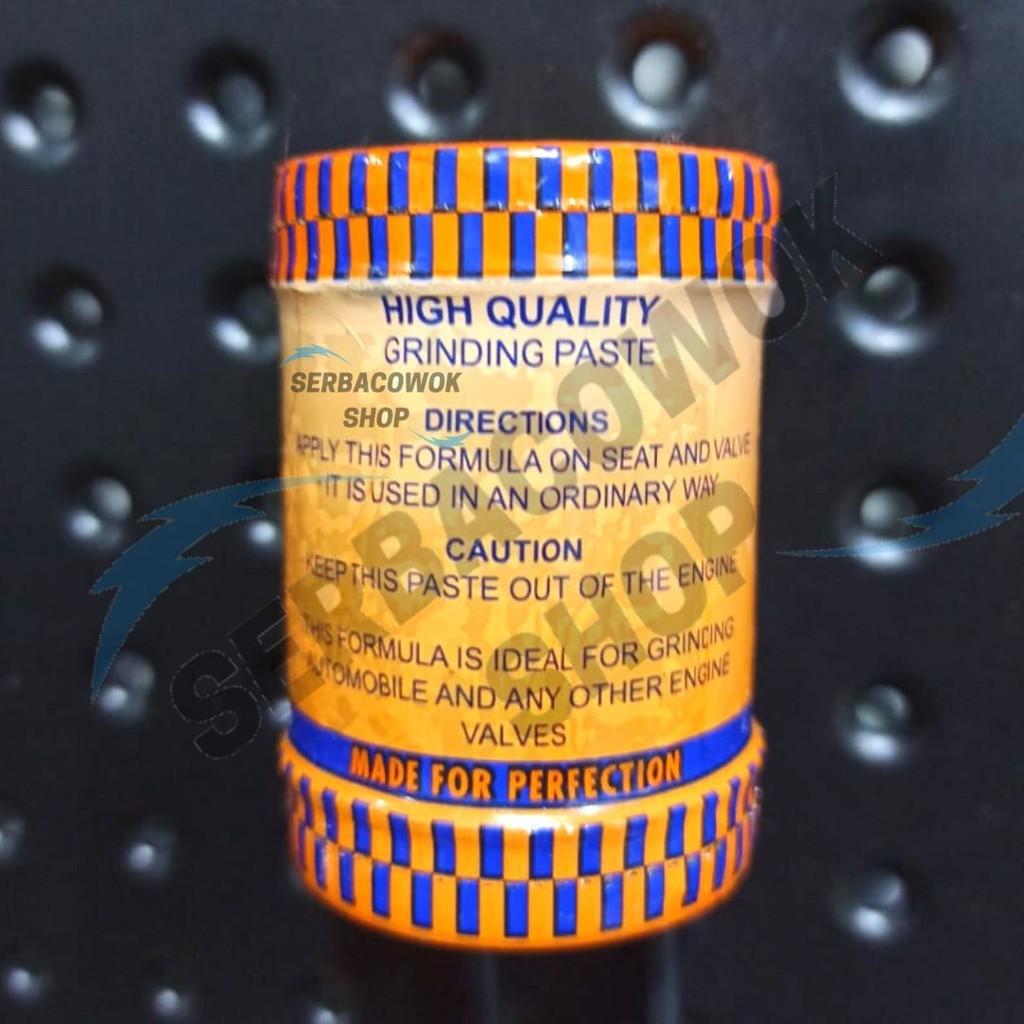 HIGH QUALITY
GRINDING PASTE
SERBACOWOK
SHOP
DIRECTIONS
APPLY THIS FORMULA ON SEAT AND VALVE
IT IS USED IN AN ORDINARY WAY
CAUTION
KEEP THIS PASTE OUT OF THE ENGINE
THIS FORMULA IS IDEAL FOR GRINDING
AUTOMOBILE AND ANY OTHER ENGINE
VALVES
MADE FOR PERFECTION
SERBACOWOK
SHOP